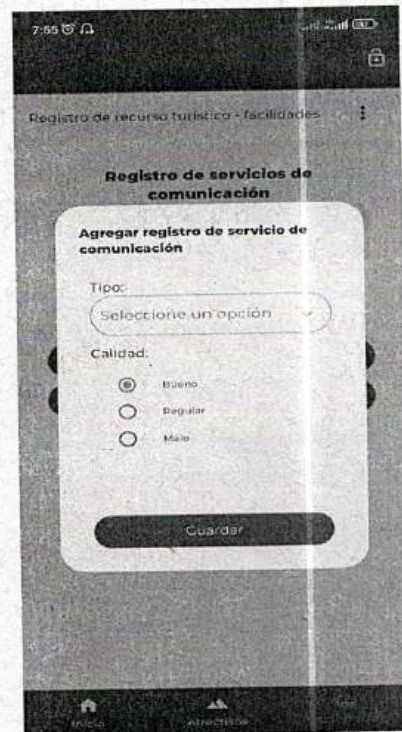 7:55
Registro de recurso turístico - facilidades
Registro de servicios de
comunicación
Agregar registro de servicio de
comunicación
Tipo:
Seleccione un opción
Calidad:
Bueno
Regular
Malo
Guardar
Inicio
Atractivos